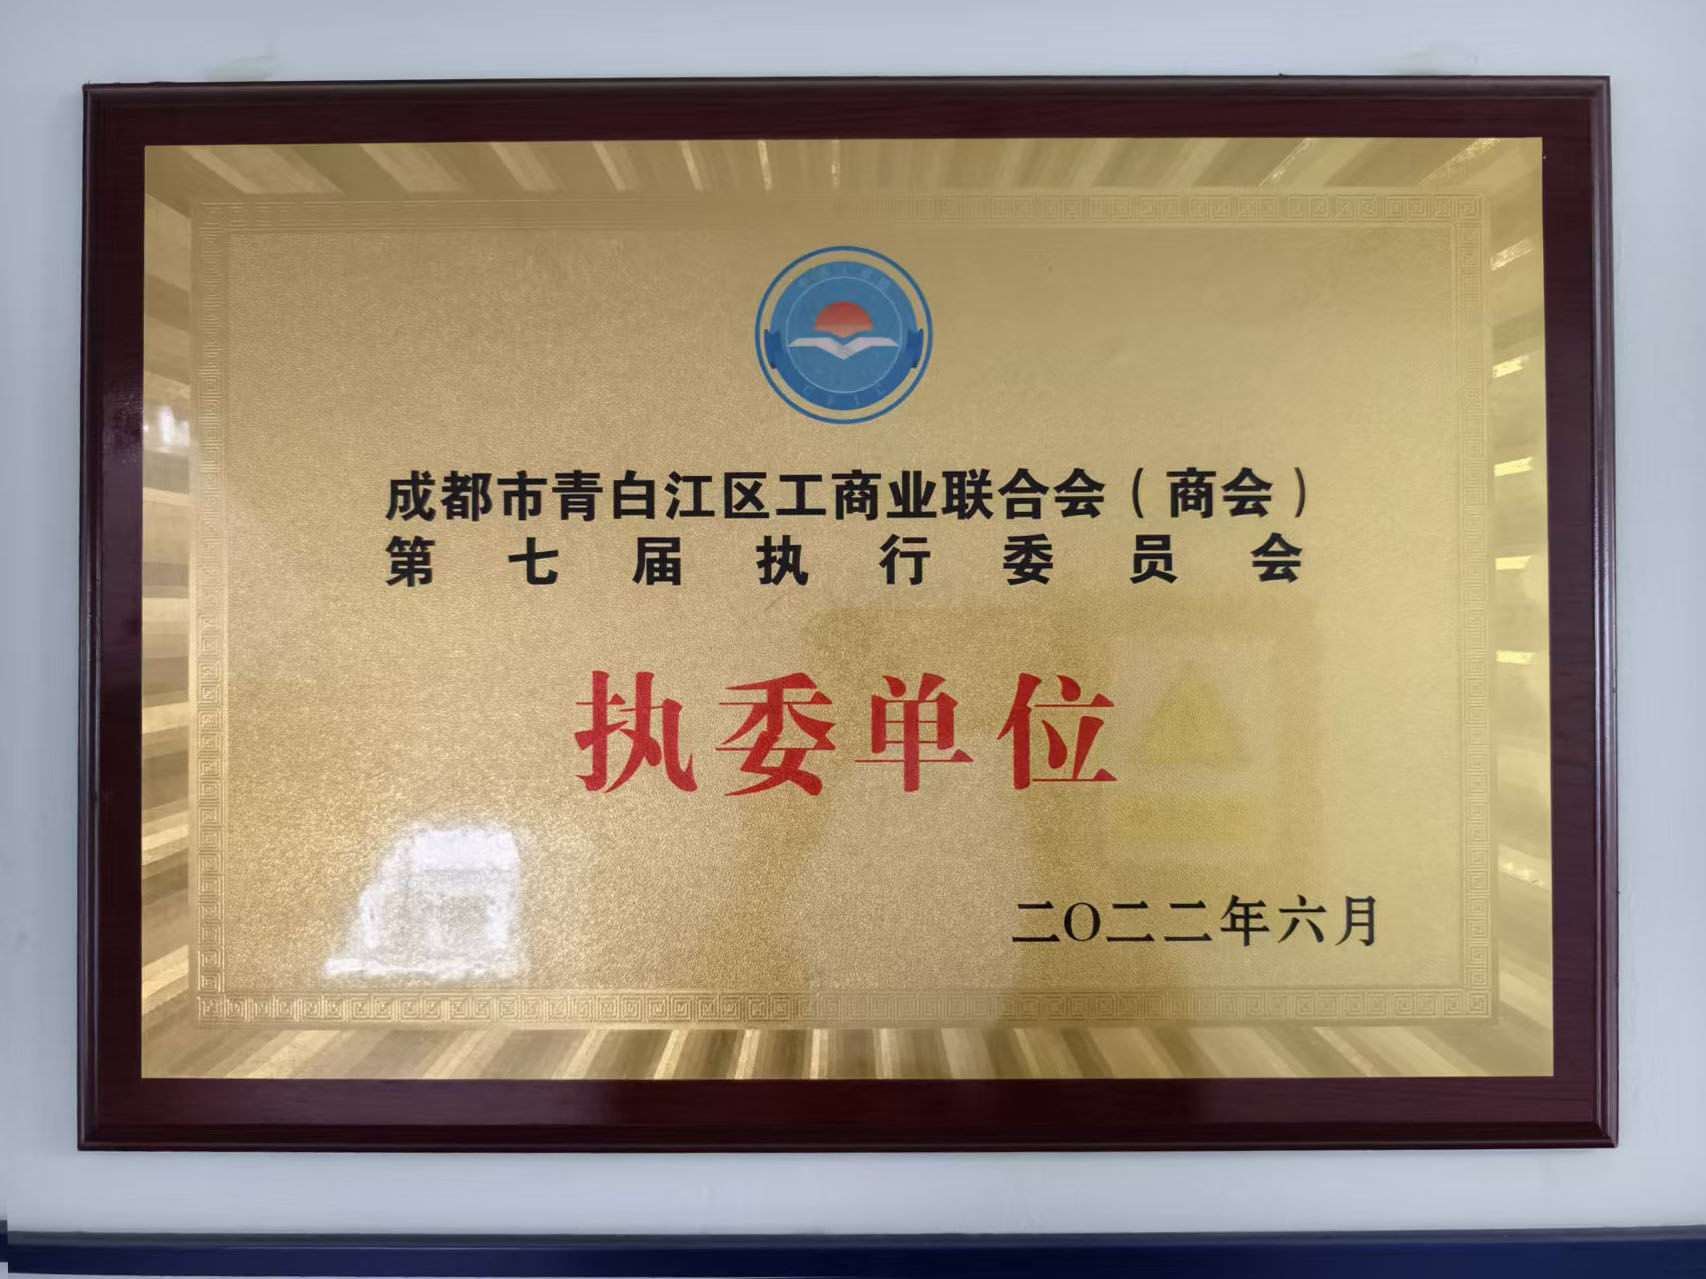 成都市青白江区工商业联合会（商会）
第七届执行委员会
执委单位
二〇二二年六月